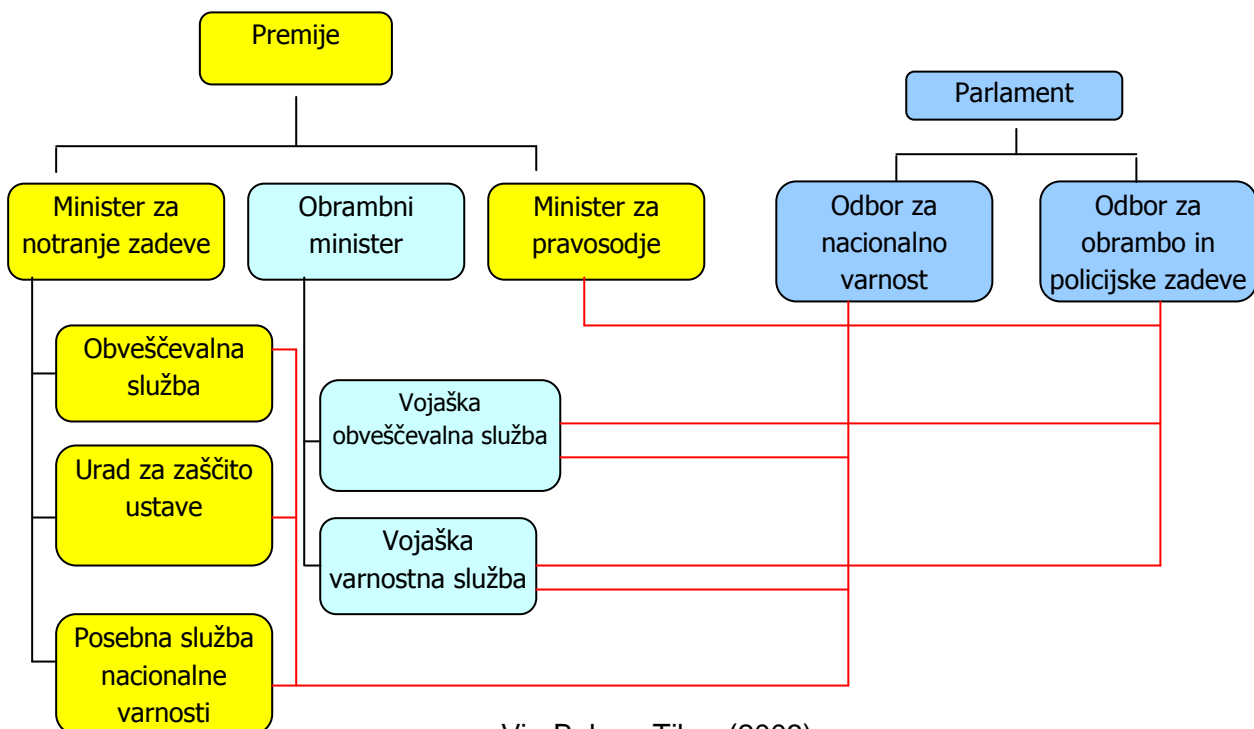 Premije
Parlament
Minister za
notranje zadeve
Obrambni
minister
Minister za
pravosodje
Odbor za
nacionalno
varnost
Odbor za
obrambo in
policijske zadeve
Obveščevalna
služba
Vojaška
obveščevalna služba
Urad za zaščito
ustave
Vojaška
varnostna služba
Posebna služba
nacionalne
varnosti